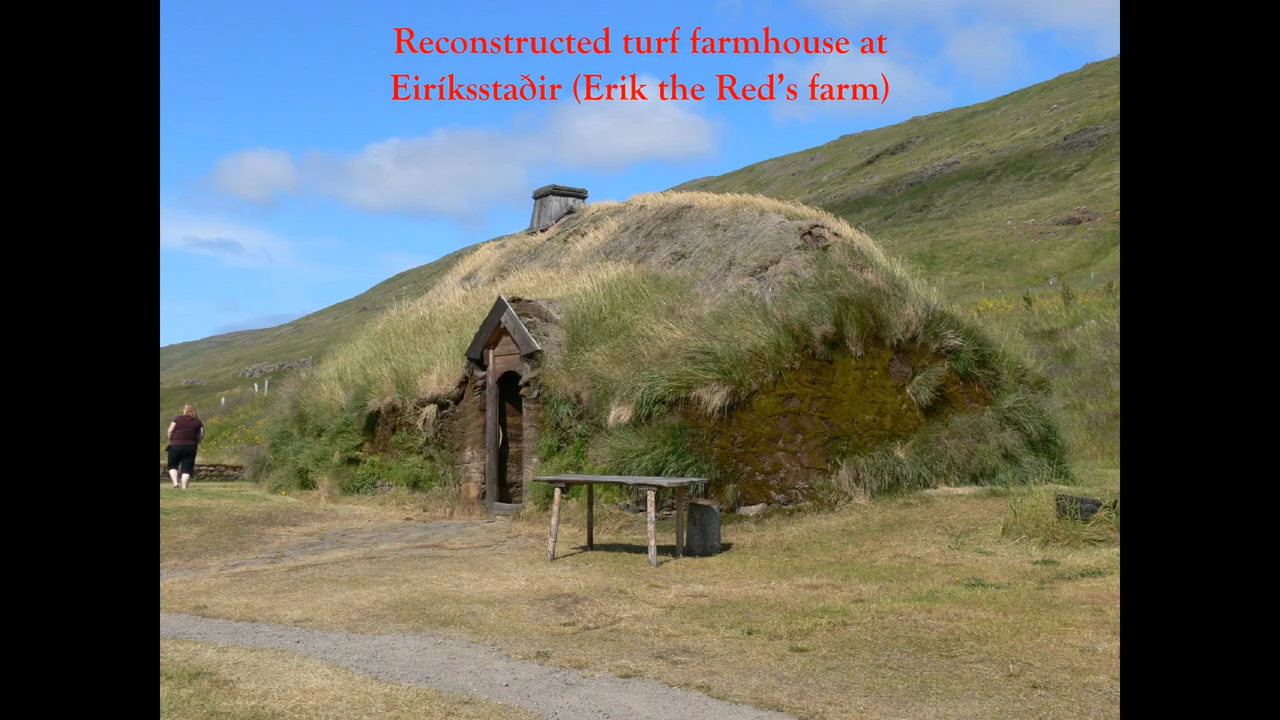 Reconstructed turf farmhouse at
Eiríksstaðir (Erik the Red’s farm)